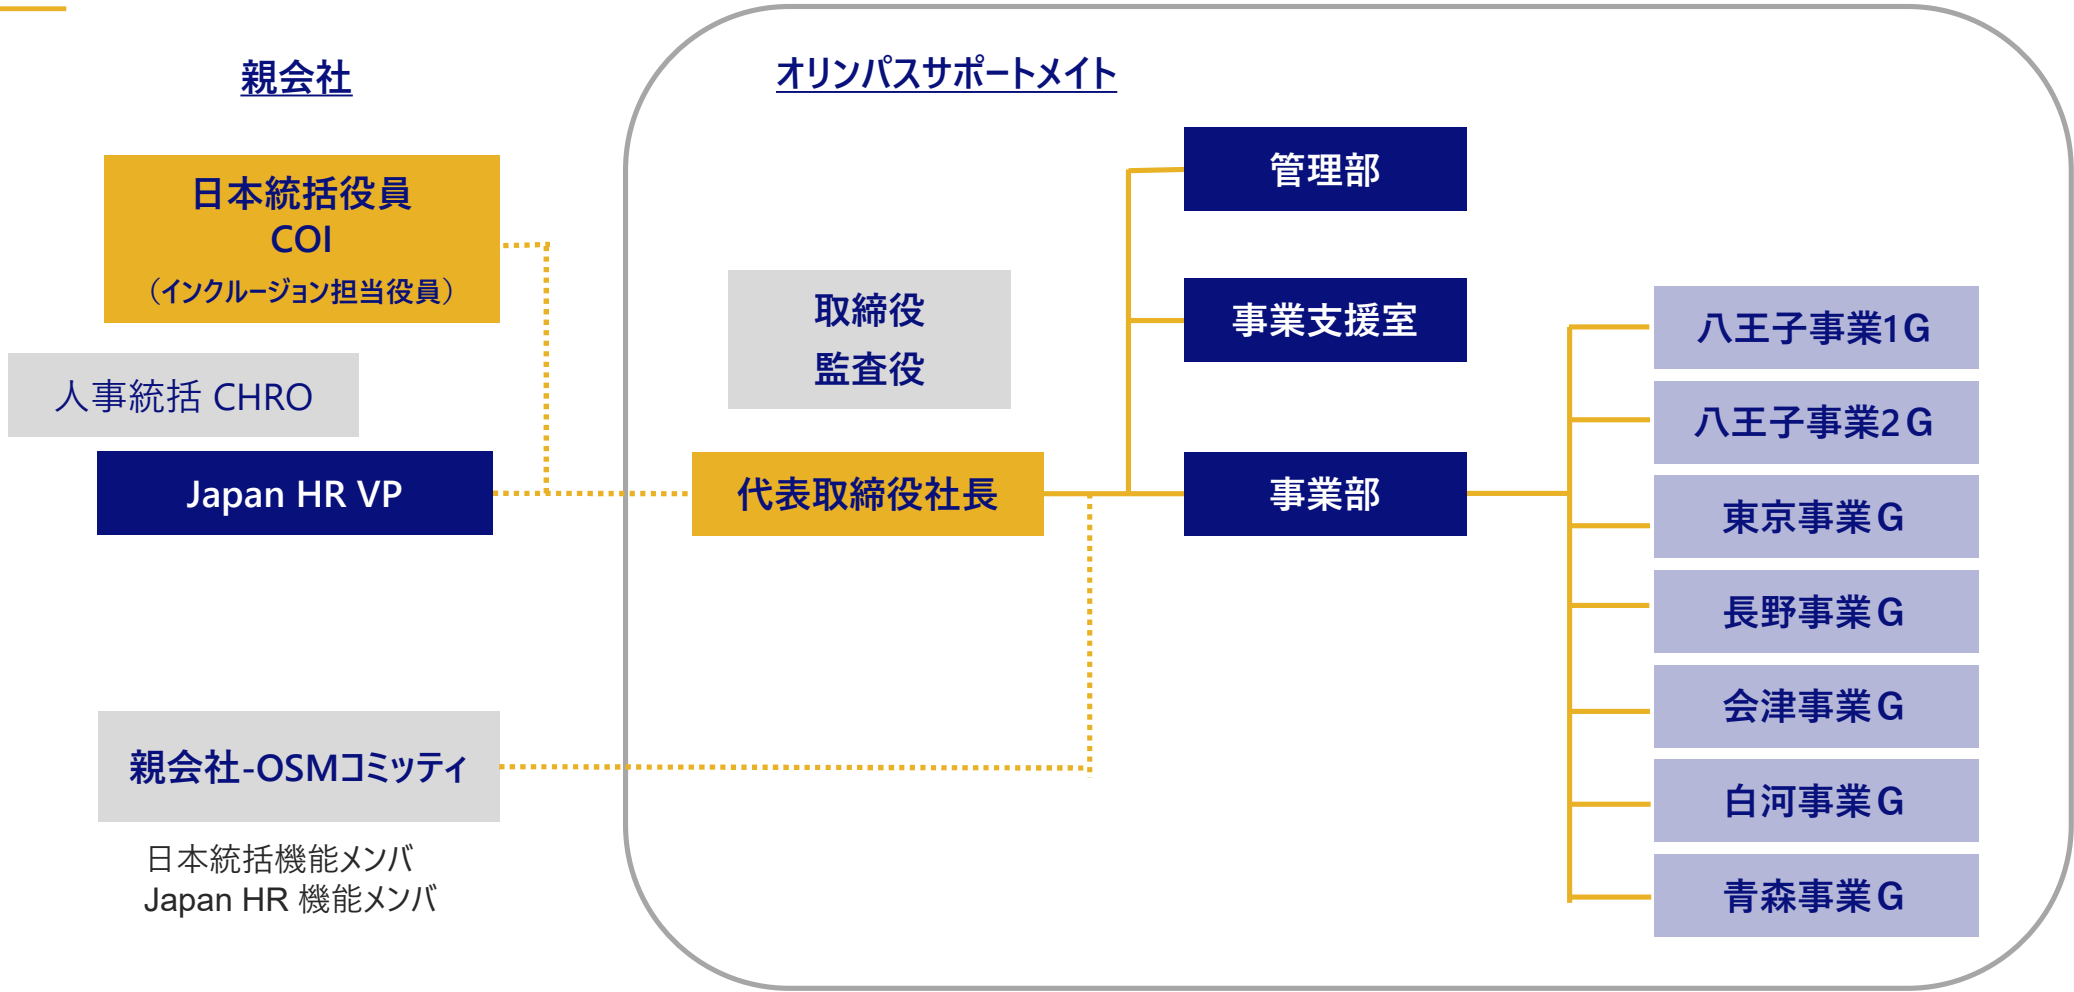 親会社
日本統括役員
COI
（インクルージョン担当役員）
人事統括 CHRO
Japan HR VP
親会社-OSMコミッティ
日本統括機能メンバ
Japan HR 機能メンバ
オリンパスサポートメイト
取締役
監査役
代表取締役社長
管理部
事業支援室
事業部
八王子事業1G
八王子事業2G
東京事業G
長野事業G
会津事業G
白河事業G
青森事業G